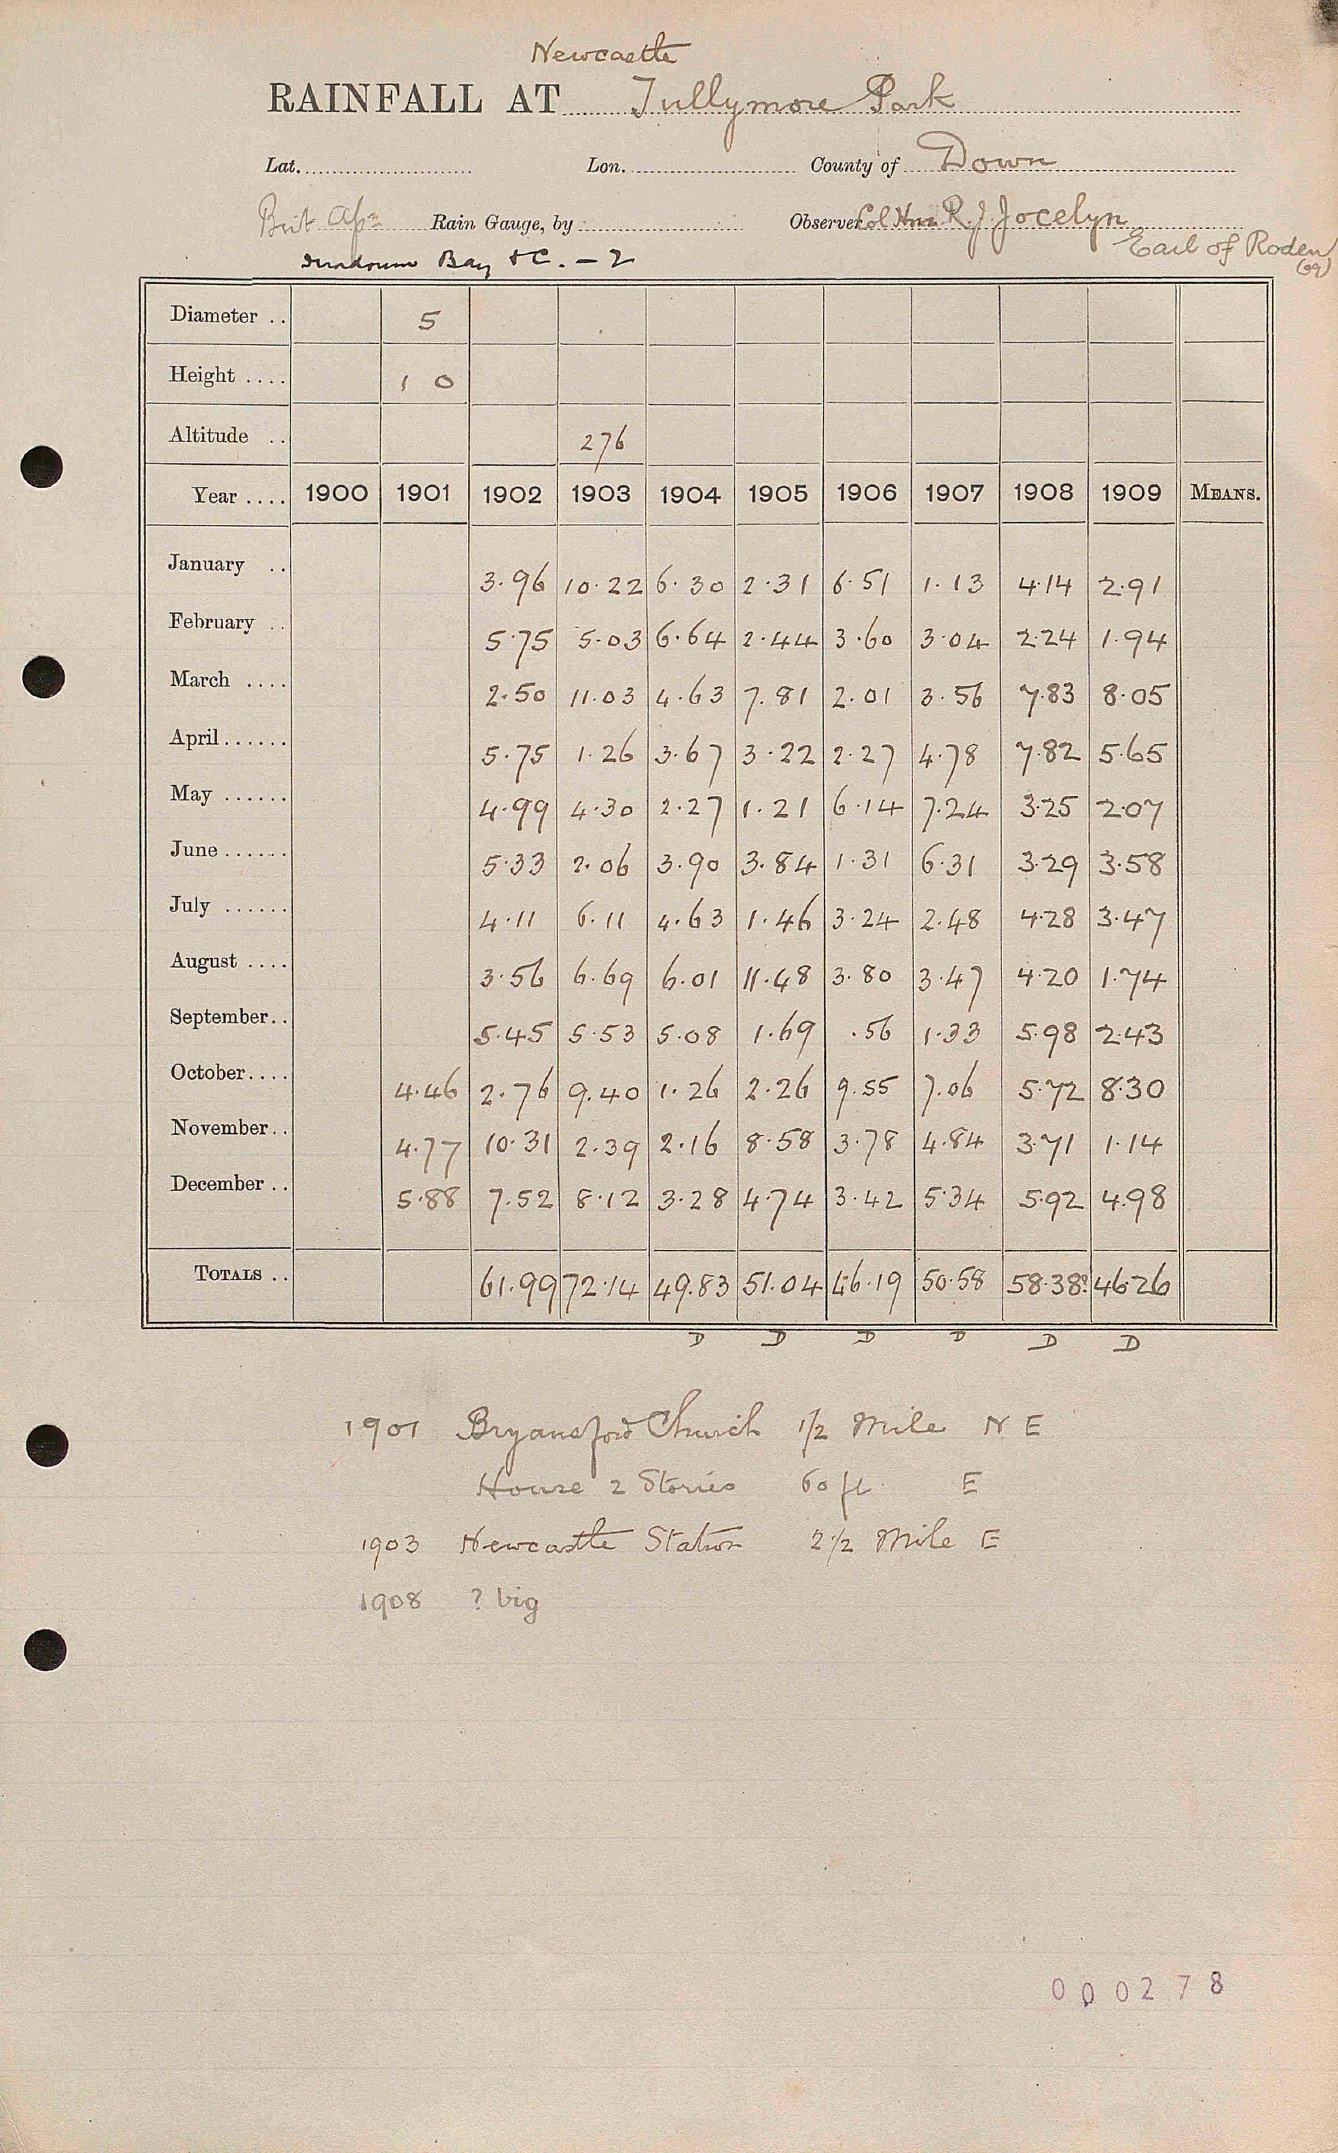 Newcastle
RAINFALL AT Tullymore Park
Lat. Lon. County of Down
Brit Apn Rain Gauge, by Observer Col Hon R. J. Jocelyn
Earl of Roden
(09)
Bay &C. - 2
Diameter .. 5
Height .... 1 0
Altitude .. 276
Year .... 1900 1901 1902 1903 1904 1905 1906 1907 1908 1909 MEANS.
January .. 3.96 10.22 6.30 2.31 6.51 1.13 4.14 2.91
February .. 5.75 5.03 6.64 2.44 3.60 3.04 2.24 1.94
March .... 2.50 11.03 4.63 7.81 2.01 3.56 7.83 8.05
April...... 5.75 1.26 3.67 3.22 2.27 4.78 7.82 5.65
May ...... 4.99 4.30 2.27 1.21 6.14 7.24 3.25 2.07
June...... 5.33 2.06 3.90 3.84 1.31 6.31 3.29 3.58
July ...... 4.11 6.11 4.63 1.46 3.24 2.48 4.28 3.47
August .... 3.56 6.69 6.01 11.48 3.80 3.47 4.20 1.74
September.. 5.45 5.53 5.08 1.69 .56 1.33 5.98 2.43
October.... 4.46 2.76 9.40 1.26 2.26 9.55 7.06 5.72 8.30
November.. 4.77 10.31 2.39 2.16 8.58 3.78 4.84 3.71 1.14
December .. 5.88 7.52 8.12 3.28 4.74 3.42 5.34 5.92 4.98
TOTALS .. 61.99 72.14 49.83 51.04 46.19 50.58 58.38? 46.26
D D D D D D
1901 Bryansford Church 1/2 Mile N E
House 2 Stories 60 ft E
1903 Newcastle Station 2 1/2 Mile E
1908 ? big
000278